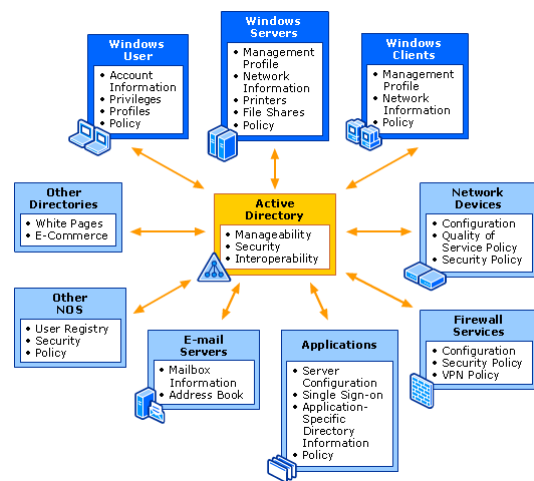 Windows
User
• Account
Information
• Privileges
• Profiles
• Policy
Windows
Servers
• Management
Profile
• Network
Information
• Printers
• File Shares
• Policy
Windows
Clients
• Management
Profile
• Network
Information
• Policy
Other
Directories
• White Pages
• E-Commerce
Active
Directory
• Manageability
• Security
• Interoperability
Network
Devices
• Configuration
• Quality of
Service Policy
• Security Policy
Other
NOS
• User Registry
• Security
• Policy
E-mail
Servers
• Mailbox
Information
• Address Book
Applications
• Server
Configuration
• Single Sign-on
• Application-
Specific
Directory
Information
• Policy
Firewall
Services
• Configuration
• Security Policy
• VPN Policy